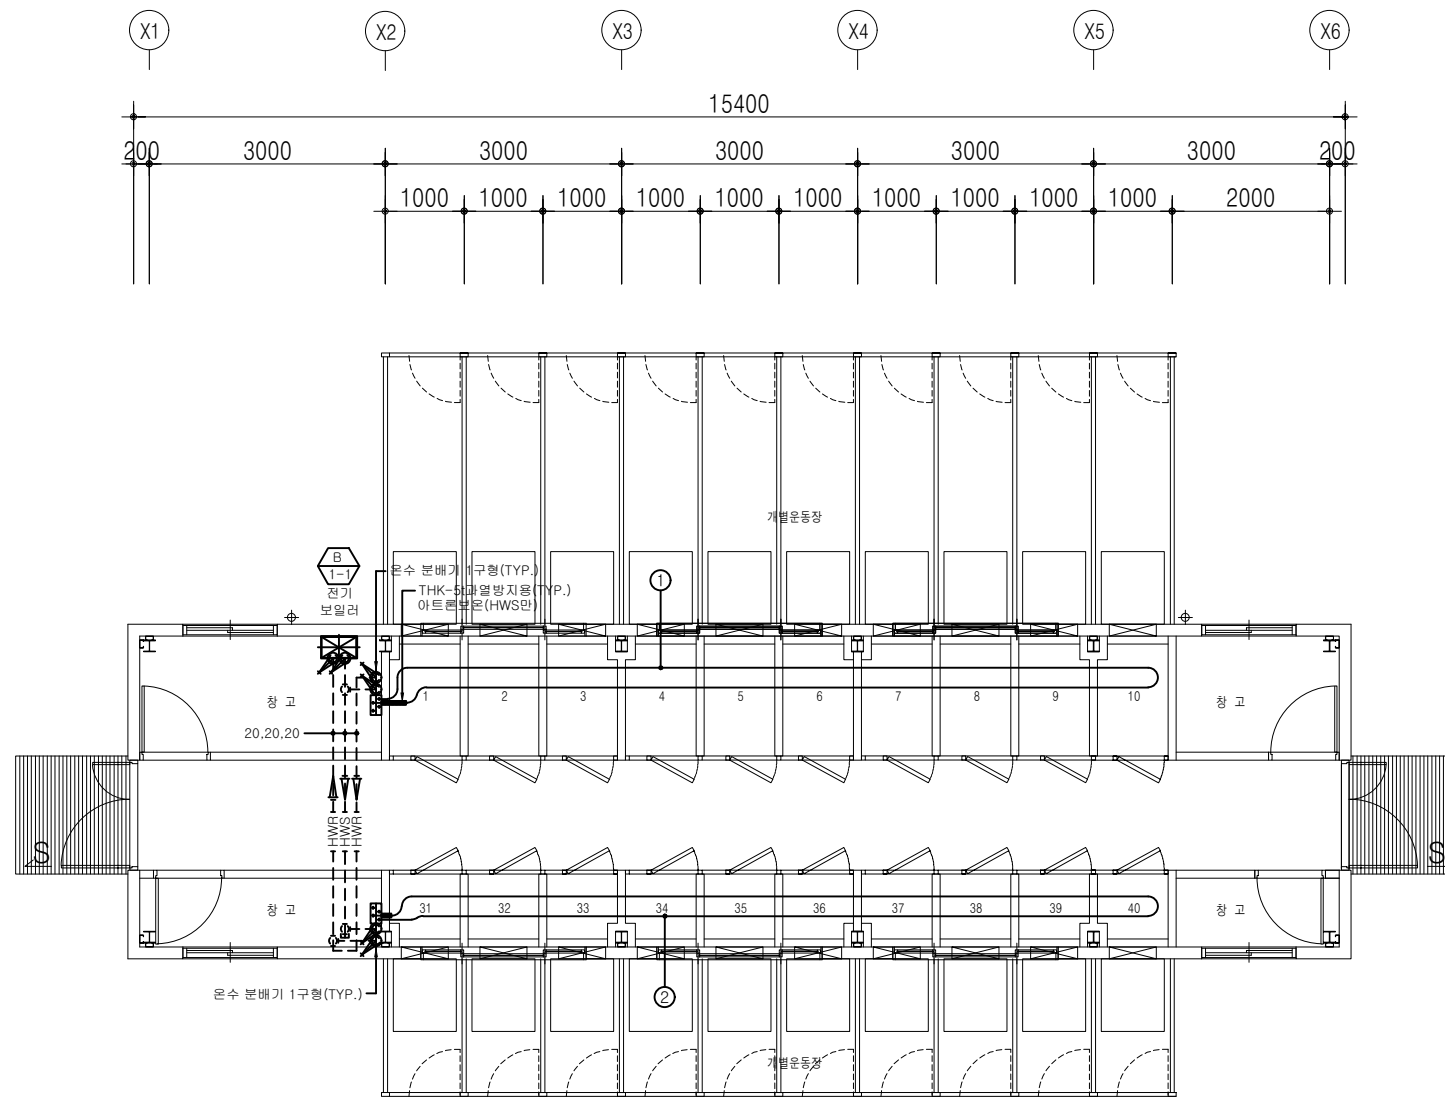 X1 X2 X3 X4 X5 X6
15400
200 3000 3000 3000 3000 3000 200
1000 1000 1000 1000 1000 1000 1000 1000 1000 1000 2000
개별운동장
B
1-1
전기
보일러
온수 분배기 1구형(TYP.)
THK-5t과열방지용(TYP.)
아트론보온(HWS만)
1
창 고
1 2 3 4 5 6 7 8 9 10
창 고
20,20,20
HWR
HWS
HWR
S
S
창 고
31 32 33 34 35 36 37 38 39 40
창 고
온수 분배기 1구형(TYP.)
2
개별운동장